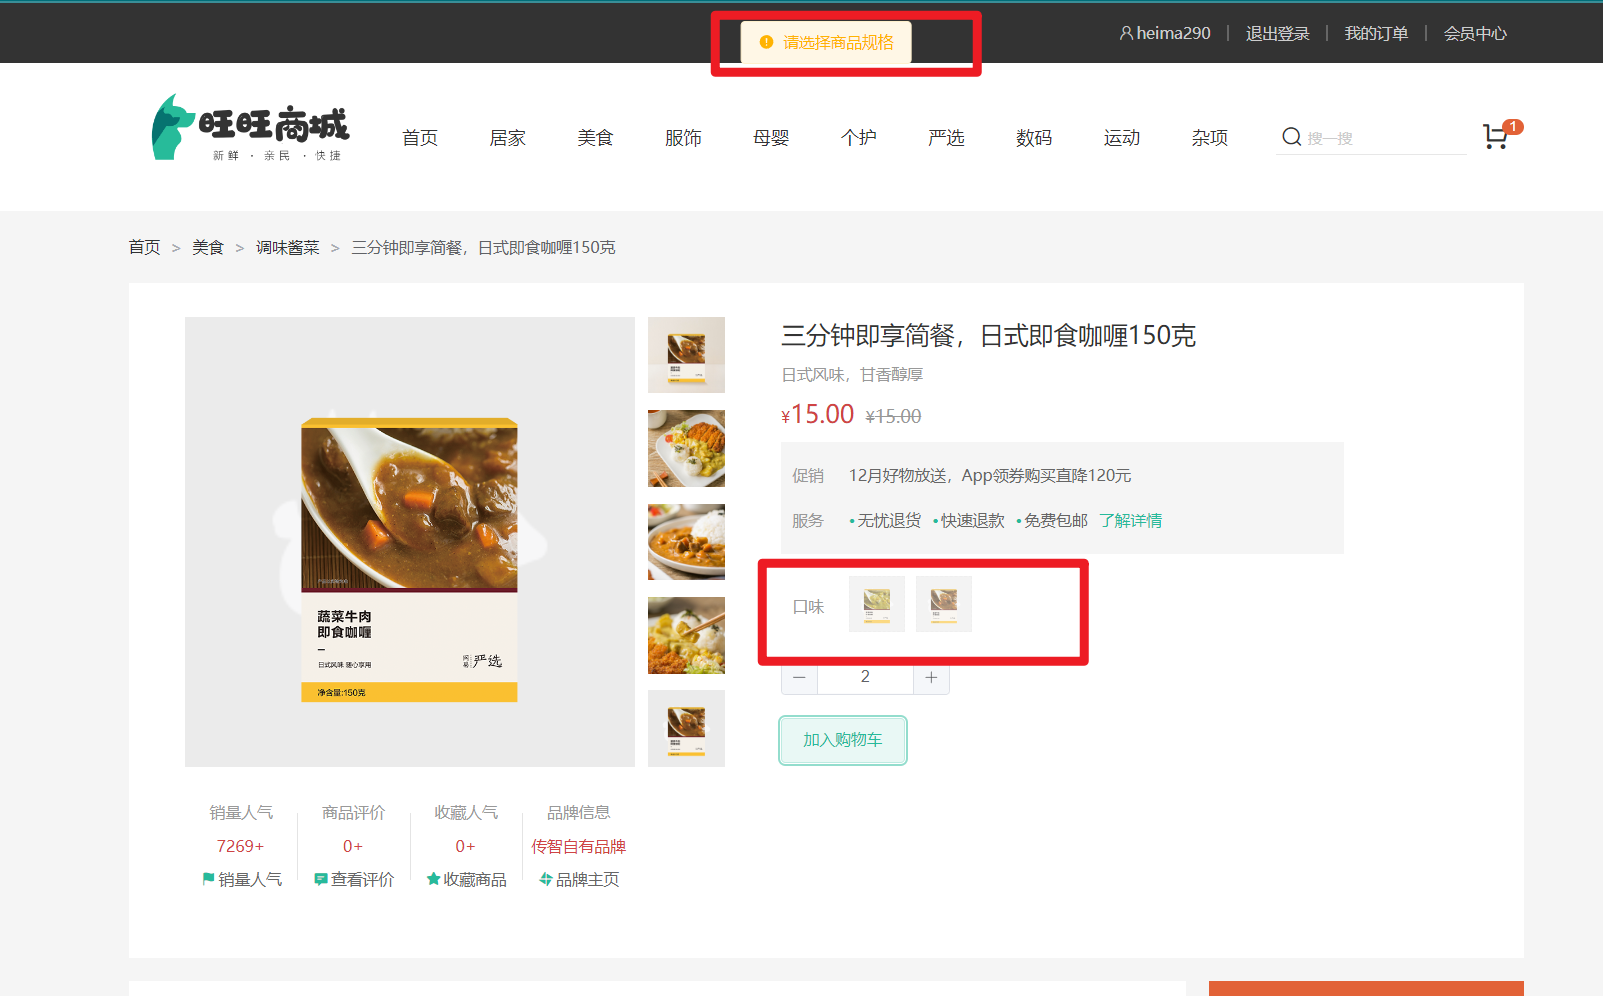 请选择商品规格
heima290 | 退出登录 | 我的订单 | 会员中心
旺旺商城
新鲜 · 亲民 · 快捷
首页 居家 美食 服饰 母婴 个护 严选 数码 运动 杂项
搜一搜
1
首页 > 美食 > 调味酱菜 > 三分钟即享简餐，日式即食咖喱150克
蔬菜牛肉
即食咖喱
日式风味 随心享用
网易严选
净含量:150克
三分钟即享简餐，日式即食咖喱150克
日式风味，甘香醇厚
¥15.00 ¥15.00
促销 12月好物放送，App领券购买直降120元
服务 •无忧退货 •快速退款 •免费包邮 了解详情
口味
— 2 +
加入购物车
销量人气 商品评价 收藏人气 品牌信息
7269+ 0+ 0+ 传智自有品牌
销量人气 查看评价 收藏商品 品牌主页